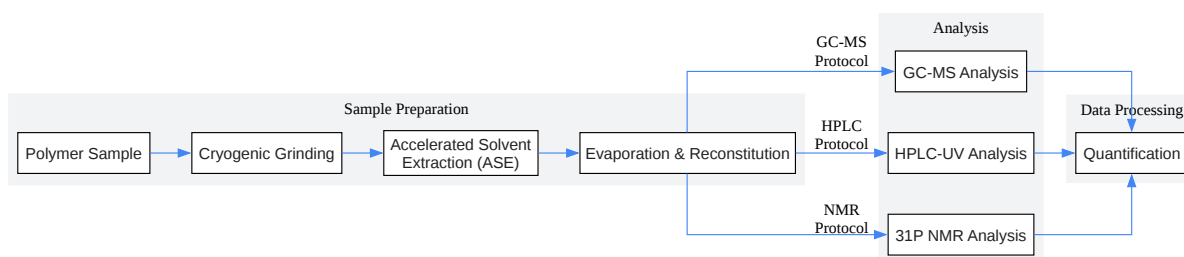 Sample Preparation
Polymer Sample
Cryogenic Grinding
Accelerated Solvent
Extraction (ASE)
Evaporation & Reconstitution
GC-MS
Protocol
HPLC
Protocol
NMR
Protocol
Analysis
GC-MS Analysis
HPLC-UV Analysis
31P NMR Analysis
Data Processing
Quantification